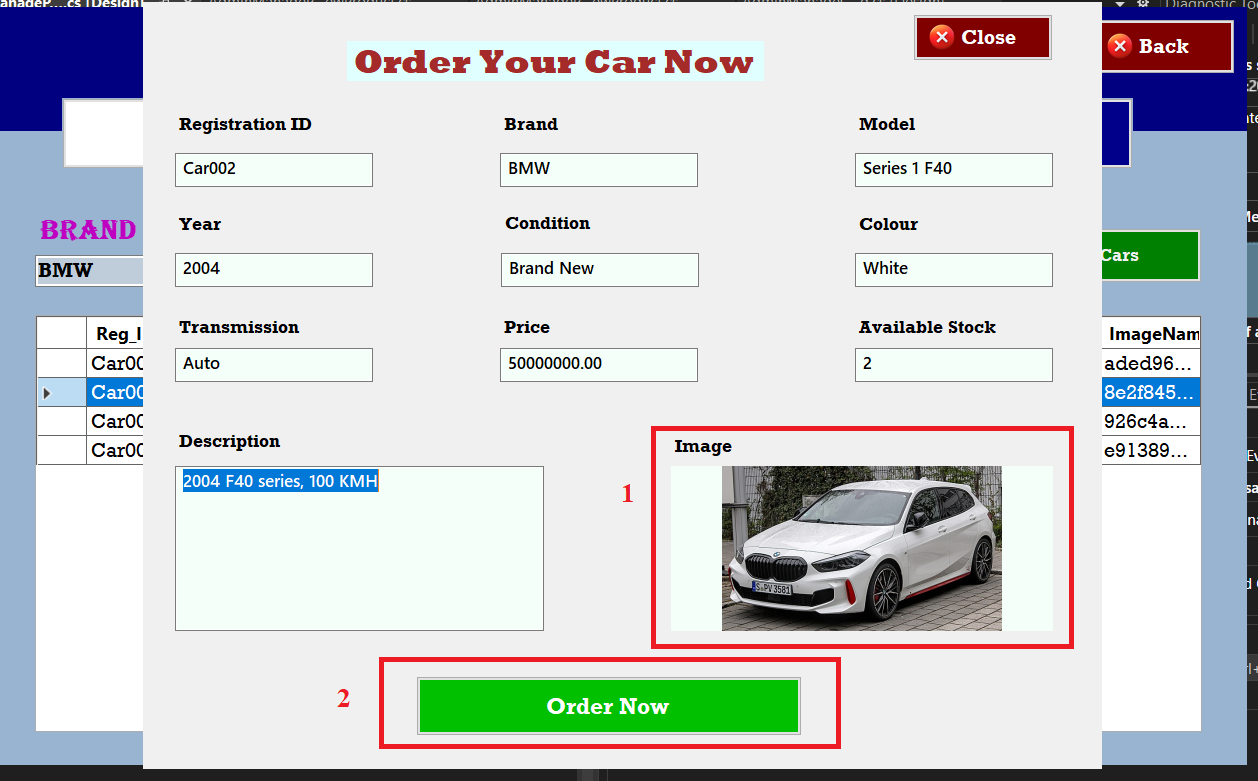 anadeP....cs [Design]
Diagnostic Too
Close
Back
Order Your Car Now
Registration ID
Brand
Model
Car002
BMW
Series 1 F40
Year
Condition
Colour
BRAND
2004
Brand New
White
Cars
BMW
Transmission
Price
Available Stock
Reg_I
ImageNam
Auto
50000000.00
2
Car00
aded96...
Car00
8e2f845...
Car00
926c4a...
Car00
e91389...
Description
Image
2004 F40 series, 100 KMH
1
S PV 3581
2
Order Now